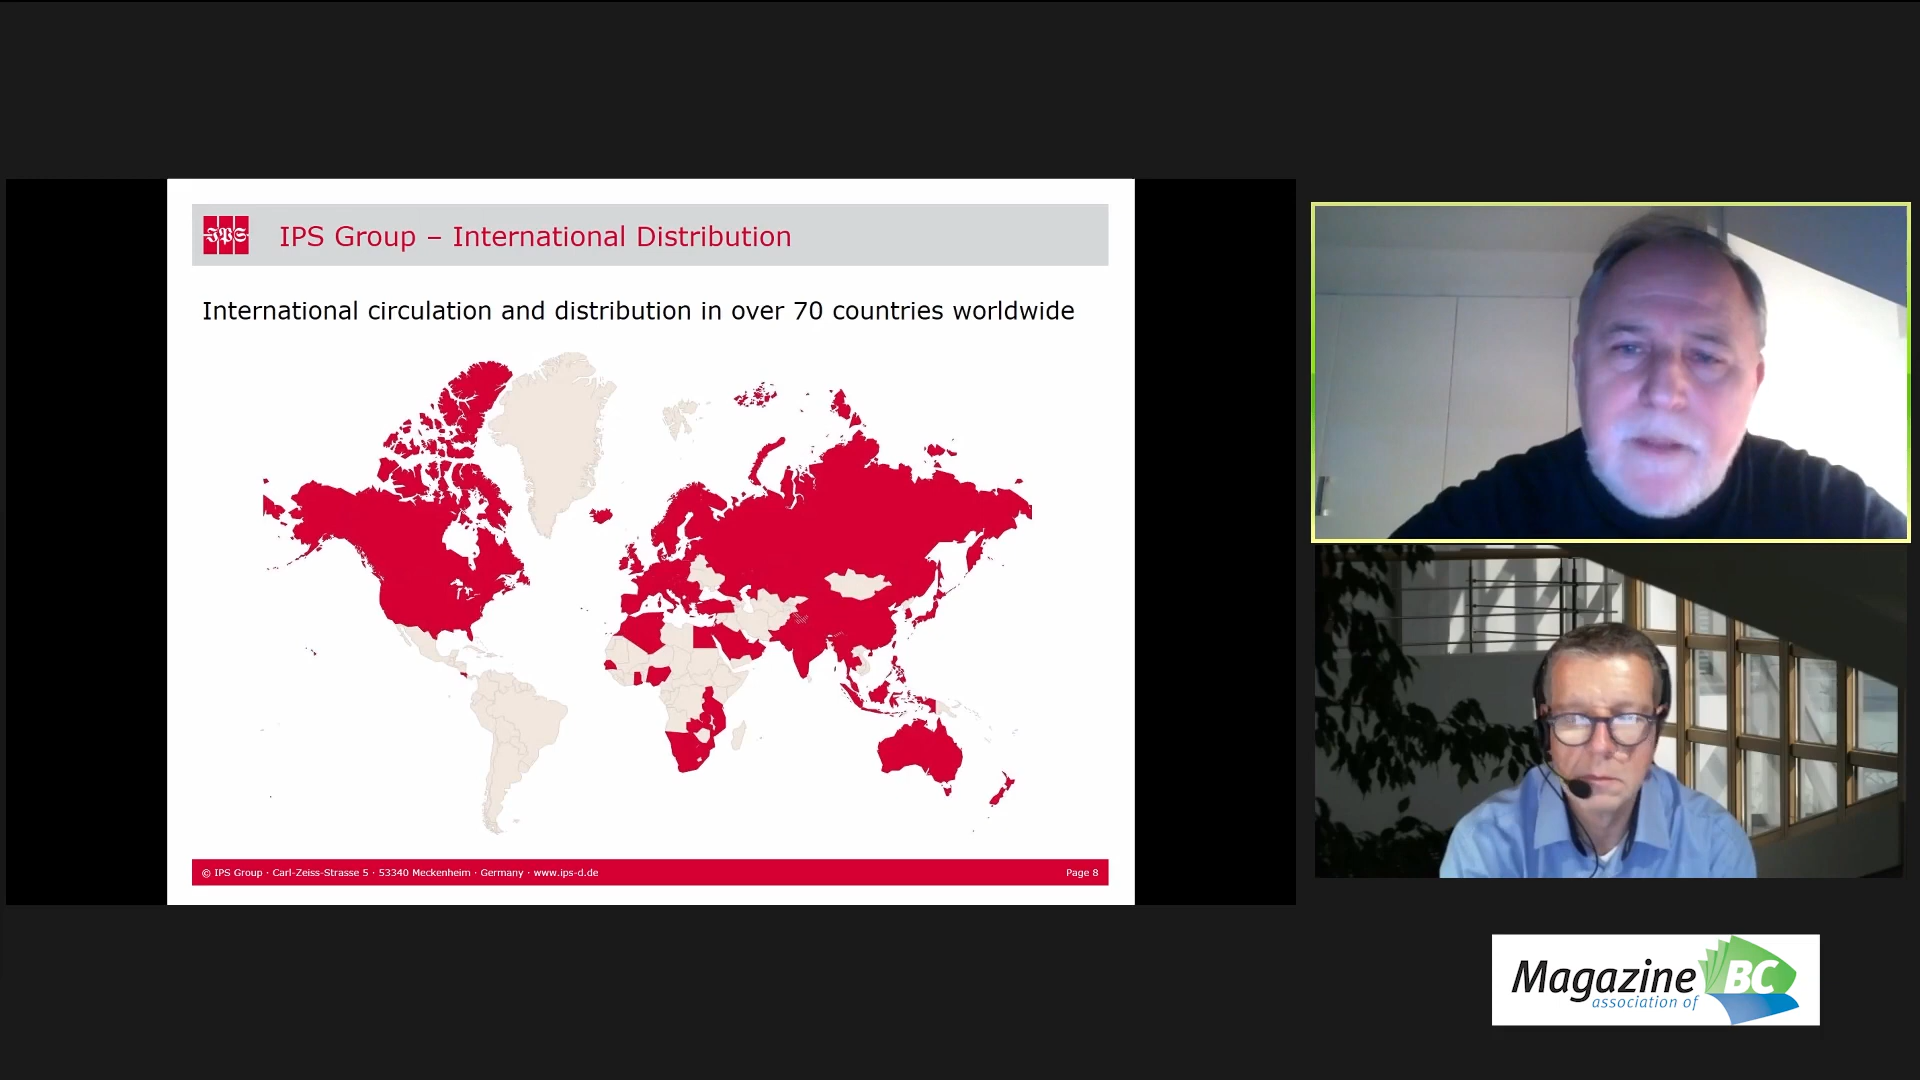 IPS
IPS Group – International Distribution
International circulation and distribution in over 70 countries worldwide
© IPS Group · Carl-Zeiss-Strasse 5 · 53340 Meckenheim · Germany · www.ips-d.de
Page 8
Magazine BC
association of